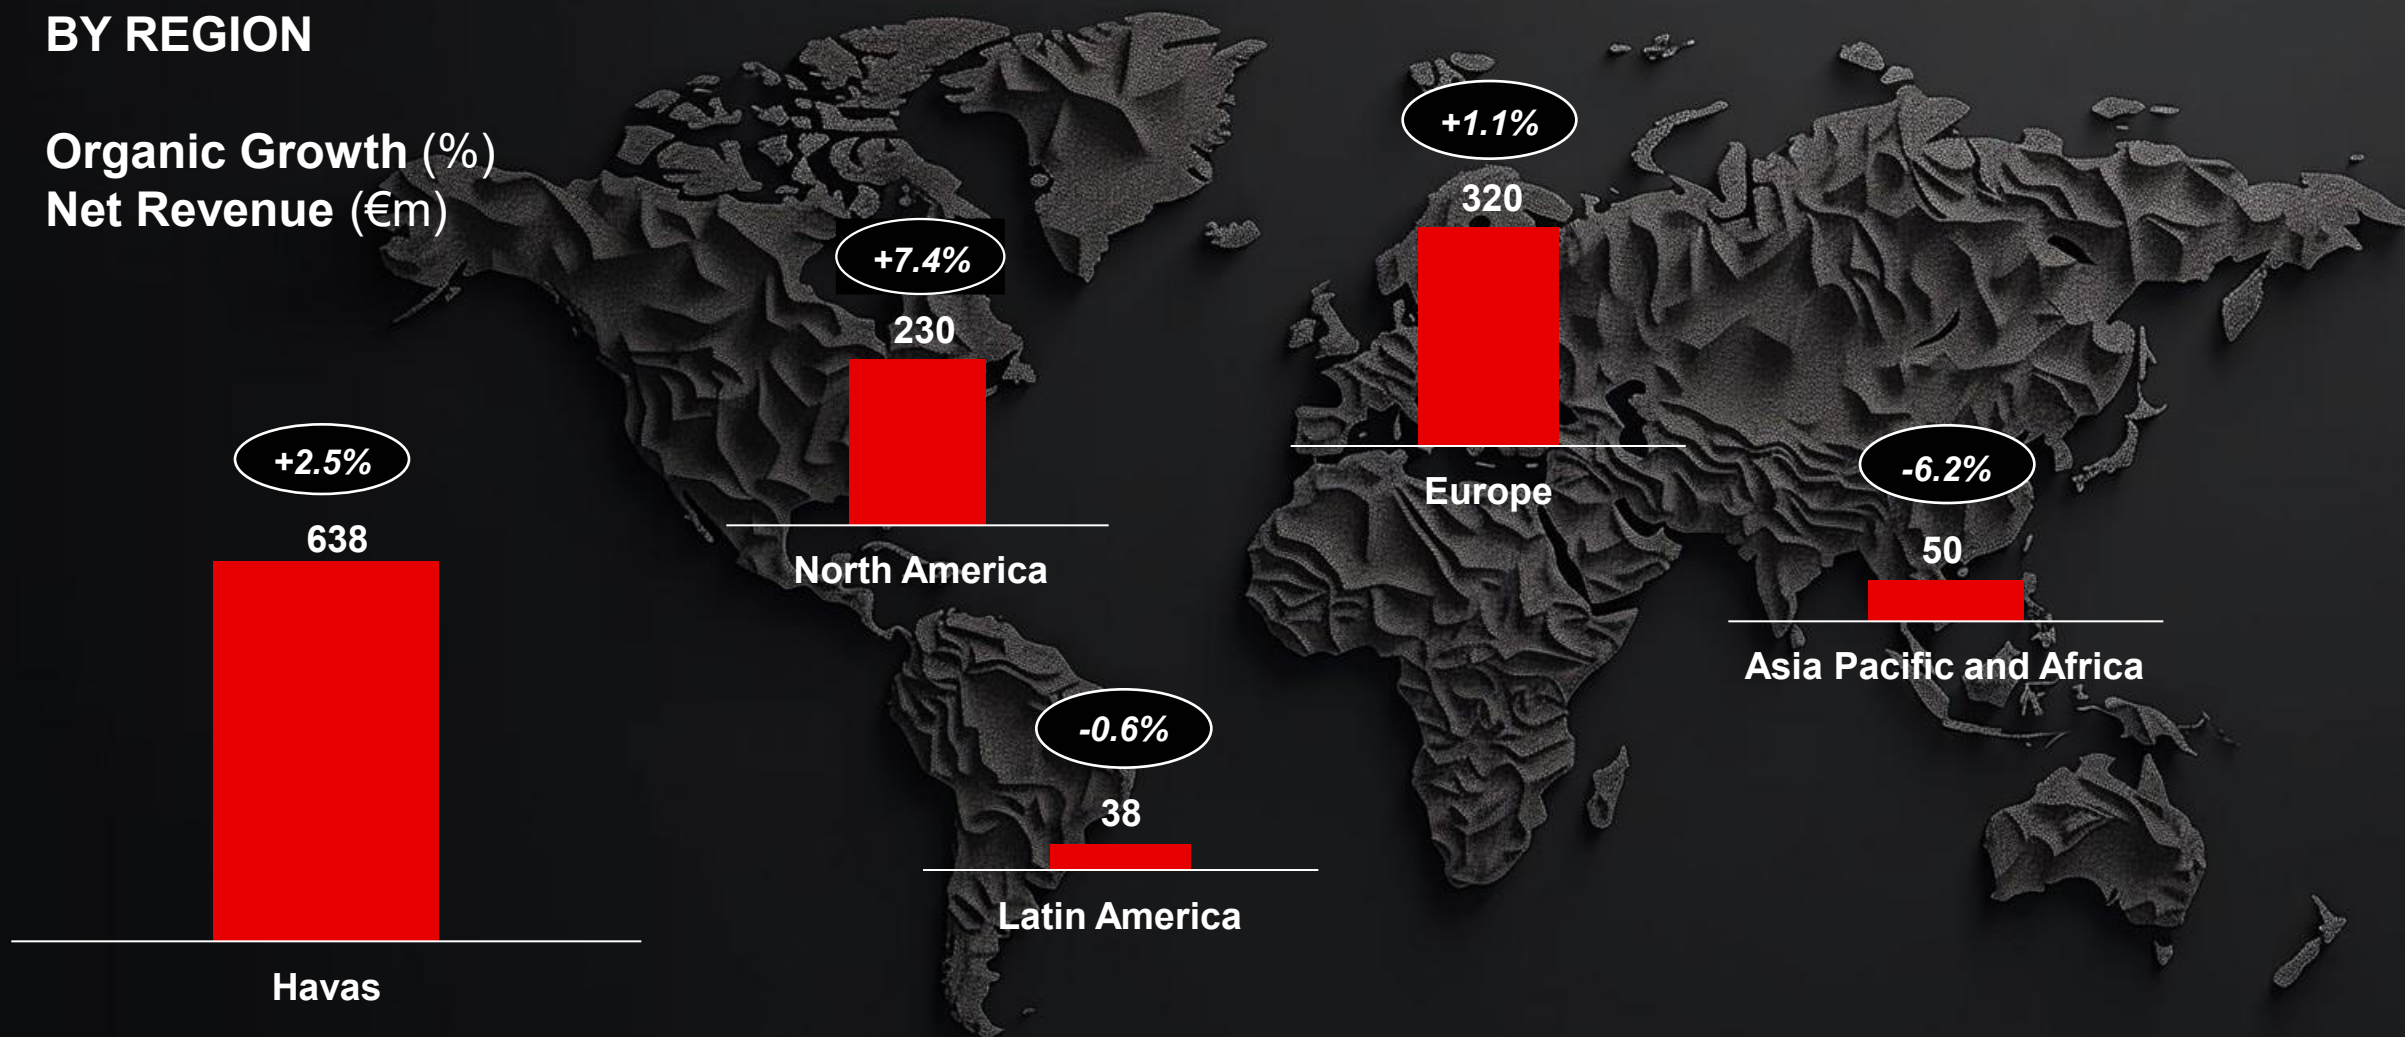 BY REGION
Organic Growth (%)
Net Revenue (€m)
+2.5%
638
Havas
+7.4%
230
North America
-0.6%
38
Latin America
+1.1%
320
Europe
-6.2%
50
Asia Pacific and Africa